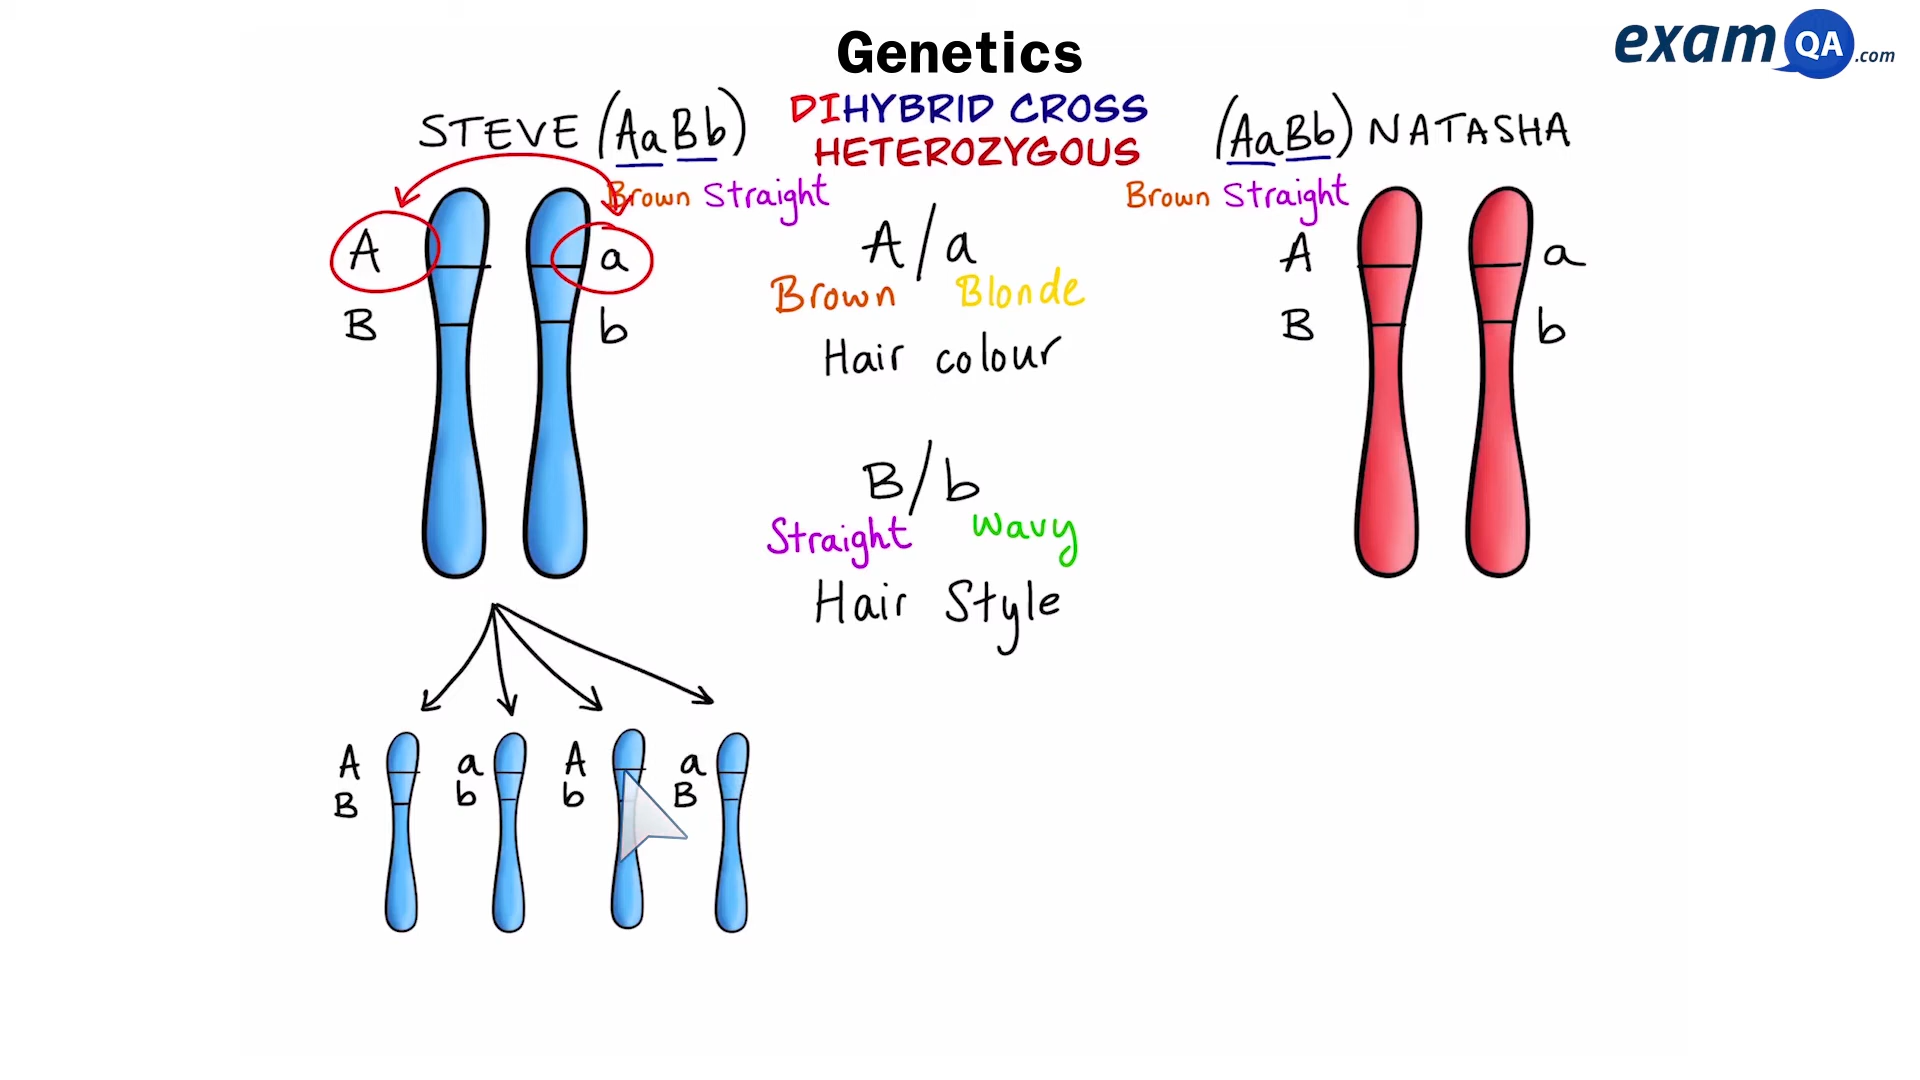 Genetics
examQA.com
STEVE (AaBb)
DIHYBRID CROSS
HETEROZYGOUS
(AaBb) NATASHA
Brown Straight
Brown Straight
A
B
a
b
A/a
Brown Blonde
Hair colour
B/b
Straight Wavy
Hair Style
A
B
a
b
A
B
a
b
A
b
a
B